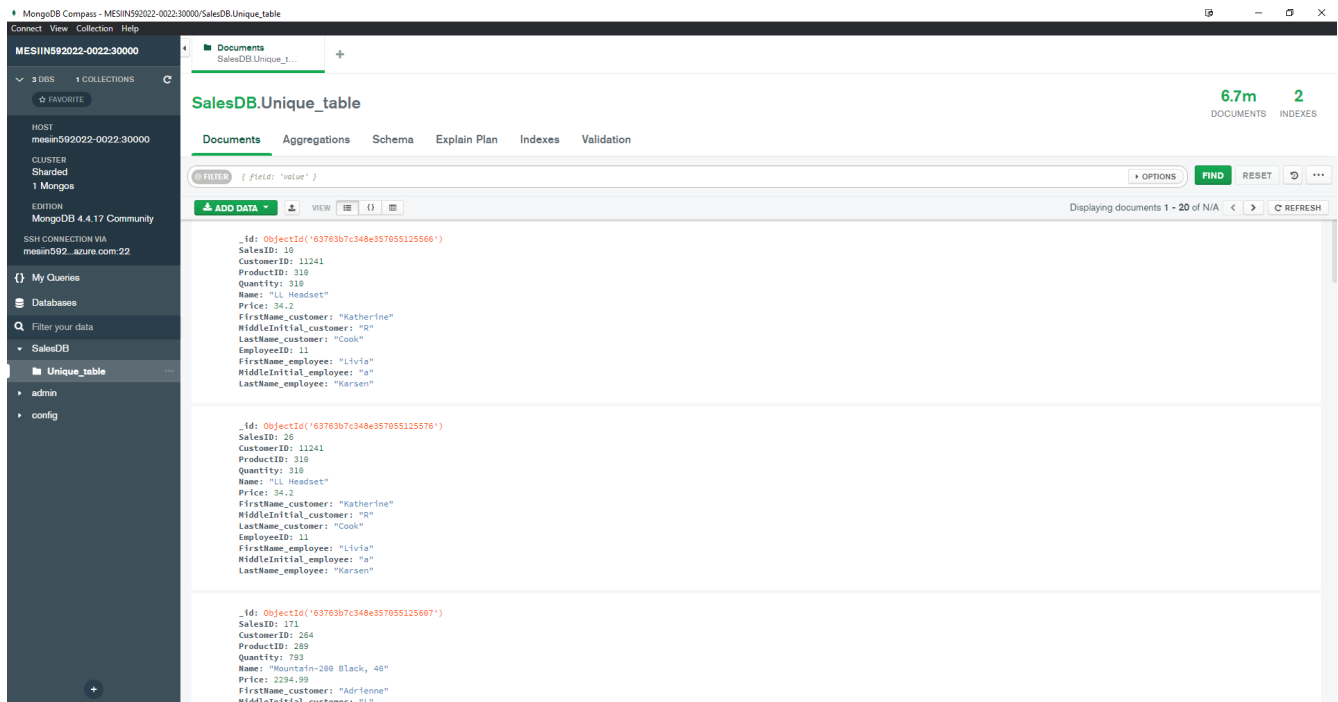 MongoDB Compass - MESIIN592022-0022:30000/SalesDB.Unique_table
Connect View Collection Help
MESIIN592022-0022:30000
3 DBS 1 COLLECTIONS
FAVORITE
HOST
mesiin592022-0022:30000
CLUSTER
Sharded
1 Mongos
EDITION
MongoDB 4.4.17 Community
SSH CONNECTION VIA
mesiin592...azure.com:22
{} My Queries
Databases
Filter your data
SalesDB
Unique_table ...
admin
config
+
Documents
SalesDB.Unique_t...
+
SalesDB.Unique_table
6.7m
DOCUMENTS
2
INDEXES
Documents Aggregations Schema Explain Plan Indexes Validation
FILTER { field: 'value' } OPTIONS FIND RESET ...
ADD DATA VIEW {} Displaying documents 1 - 20 of N/A < > REFRESH
_id: ObjectId('63763b7c348e357055125566')
SalesID: 10
CustomerID: 11241
ProductID: 310
Quantity: 310
Name: "LL Headset"
Price: 34.2
FirstName_customer: "Katherine"
MiddleInitial_customer: "R"
LastName_customer: "Cook"
EmployeeID: 11
FirstName_employee: "Livia"
MiddleInitial_employee: "a"
LastName_employee: "Karsen"
_id: ObjectId('63763b7c348e357055125576')
SalesID: 26
CustomerID: 11241
ProductID: 310
Quantity: 310
Name: "LL Headset"
Price: 34.2
FirstName_customer: "Katherine"
MiddleInitial_customer: "R"
LastName_customer: "Cook"
EmployeeID: 11
FirstName_employee: "Livia"
MiddleInitial_employee: "a"
LastName_employee: "Karsen"
_id: ObjectId('63763b7c348e357055125607')
SalesID: 171
CustomerID: 264
ProductID: 289
Quantity: 793
Name: "Mountain-200 Black, 46"
Price: 2294.99
FirstName_customer: "Adrienne"
MiddleInitial_customer: "L"